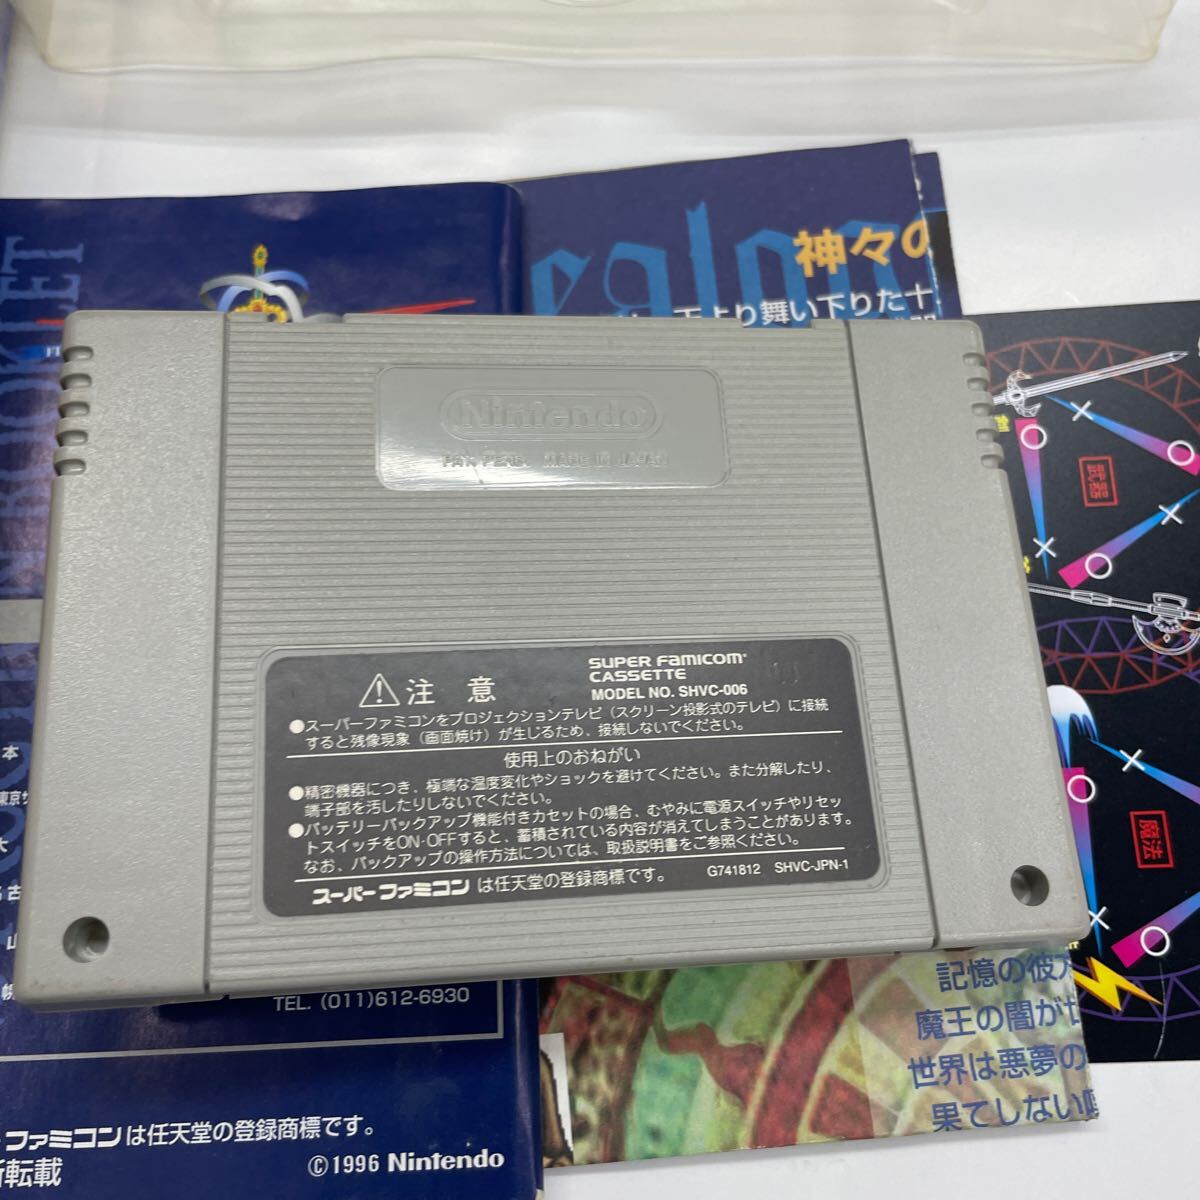 神々の
天より舞い下りた十
Nintendo
PAT. PEND. MADE IN JAPAN
剣
武器
注意
SUPER FAMICOM
CASSETTE
MODEL NO. SHVC-006
●スーパーファミコンをプロジェクションテレビ（スクリーン投影式のテレビ）に接続
すると残像現象（画面焼け）が生じるため、接続しないでください。
使用上のおねがい
●精密機器につき、極端な温度変化やショックを避けてください。また分解したり、
端子部を汚したりしないでください。
●バッテリーバックアップ機能付きカセットの場合、むやみに電源スイッチやリセッ
トスイッチをON·OFFすると、蓄積されている内容が消えてしまうことがあります。
なお、バックアップの操作方法については、取扱説明書をご参照ください。
スーパーファミコンは任天堂の登録商標です。
G741812 SHVC-JPN-1
魔法
本
東京
大
古
山
TEL. (011)612-6930
ファミコンは任天堂の登録商標です。
転載
©1996 Nintendo
記憶の彼方
魔王の闇が
世界は悪夢の
果てしない